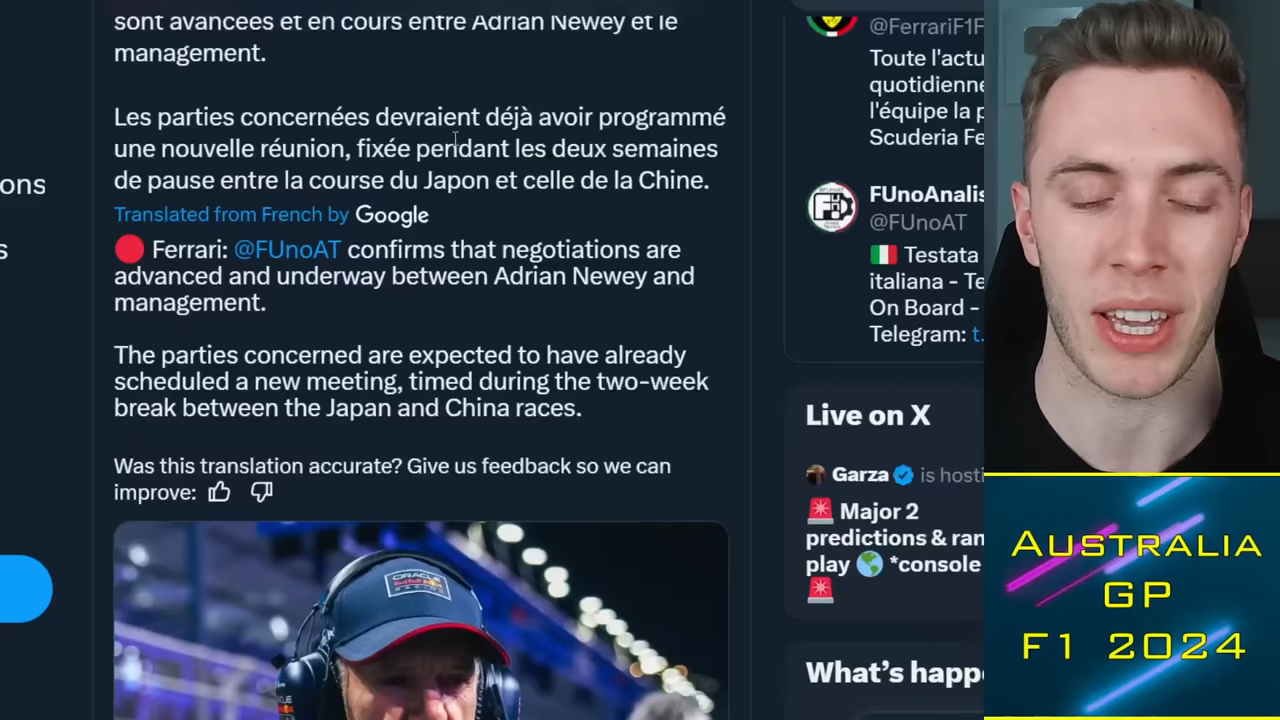 sont avancées et en cours entre Adrian Newey et le
management.
Les parties concernées devraient déjà avoir programmé
une nouvelle réunion, fixée pendant les deux semaines
de pause entre la course du Japon et celle de la Chine.
Translated from French by Google
Ferrari: @FUnoAT confirms that negotiations are
advanced and underway between Adrian Newey and
management.
The parties concerned are expected to have already
scheduled a new meeting, timed during the two-week
break between the Japan and China races.
Was this translation accurate? Give us feedback so we can
improve:
ORACLE
Red Bull
RACING
ons
s
@FerrariF1F
Toute l'actu
quotidienne
l'équipe la p
Scuderia Fe
FUnoAnalis
@FUnoAT
Testata
italiana - Te
On Board -
Telegram: t.
Live on X
Garza is hosti
Major 2
predictions & ran
play *console
What's happe
AUSTRALIA
GP
F1 2024